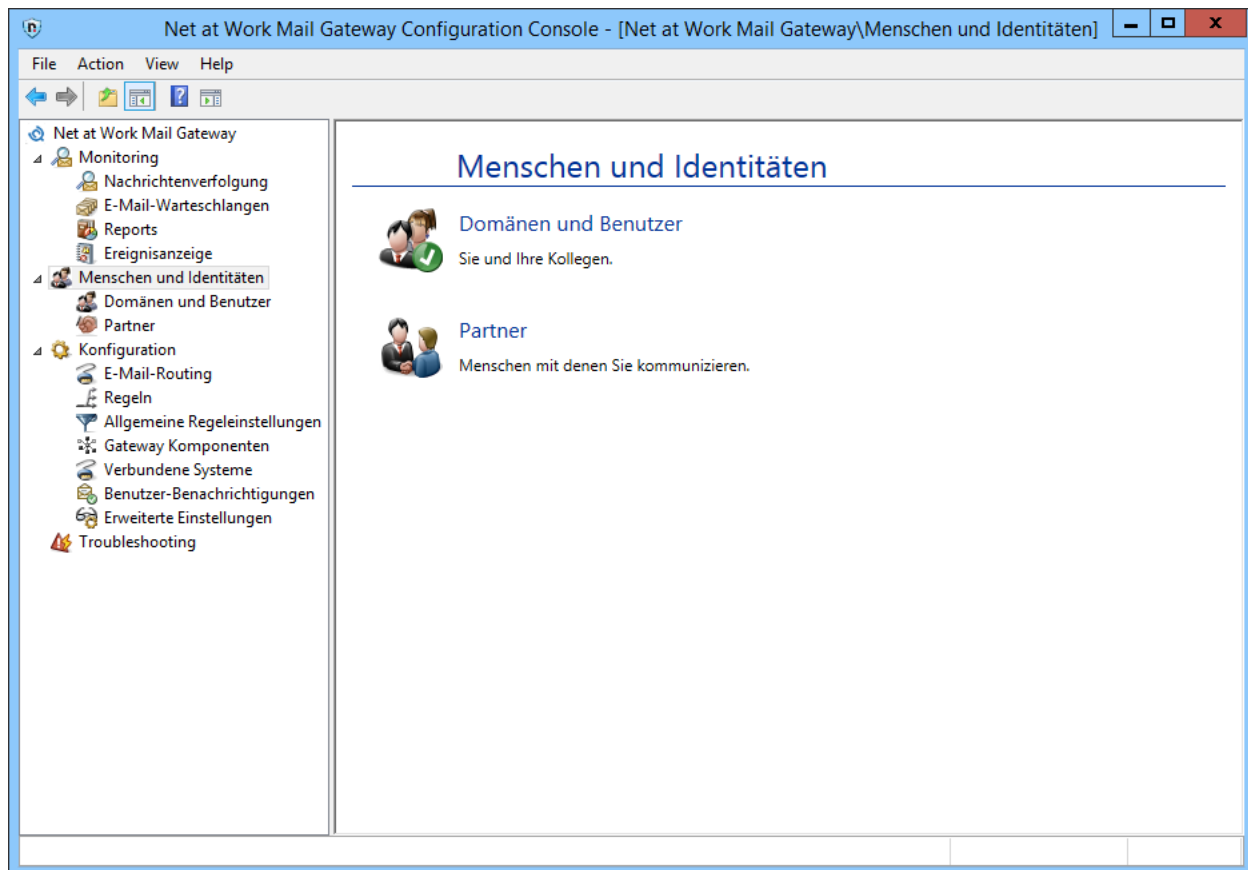 Net at Work Mail Gateway Configuration Console - [Net at Work Mail Gateway\Menschen und Identitäten]
File Action View Help
Net at Work Mail Gateway
Monitoring
Nachrichtenverfolgung
E-Mail-Warteschlangen
Reports
Ereignisanzeige
Menschen und Identitäten
Domänen und Benutzer
Partner
Konfiguration
E-Mail-Routing
Regeln
Allgemeine Regeleinstellungen
Gateway Komponenten
Verbundene Systeme
Benutzer-Benachrichtigungen
Erweiterte Einstellungen
Troubleshooting
Menschen und Identitäten
Domänen und Benutzer
Sie und Ihre Kollegen.
Partner
Menschen mit denen Sie kommunizieren.